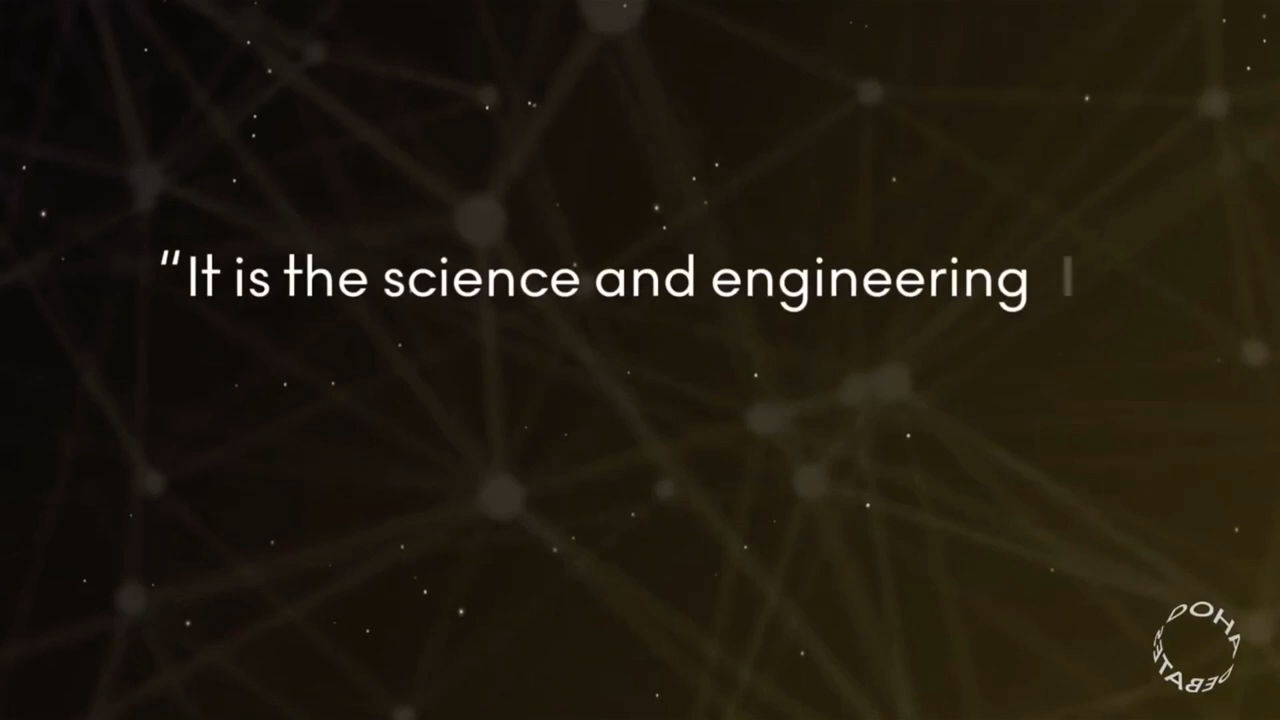 “It is the science and engineering
DOHA
DEBATES